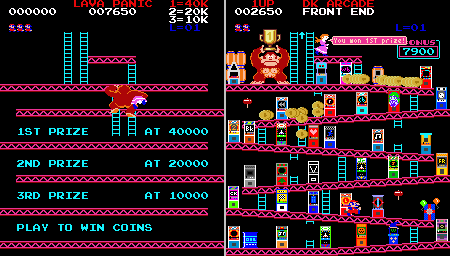 LAVA PANIC 1=40K
000000 007650 2=20K
3=10K
L=01
1ST PRIZE AT 40000
2ND PRIZE AT 20000
3RD PRIZE AT 10000
PLAY TO WIN COINS
1UP DK ARCADE
002650 FRONT END
L=01
You won 1ST prize!
BONUS
7900